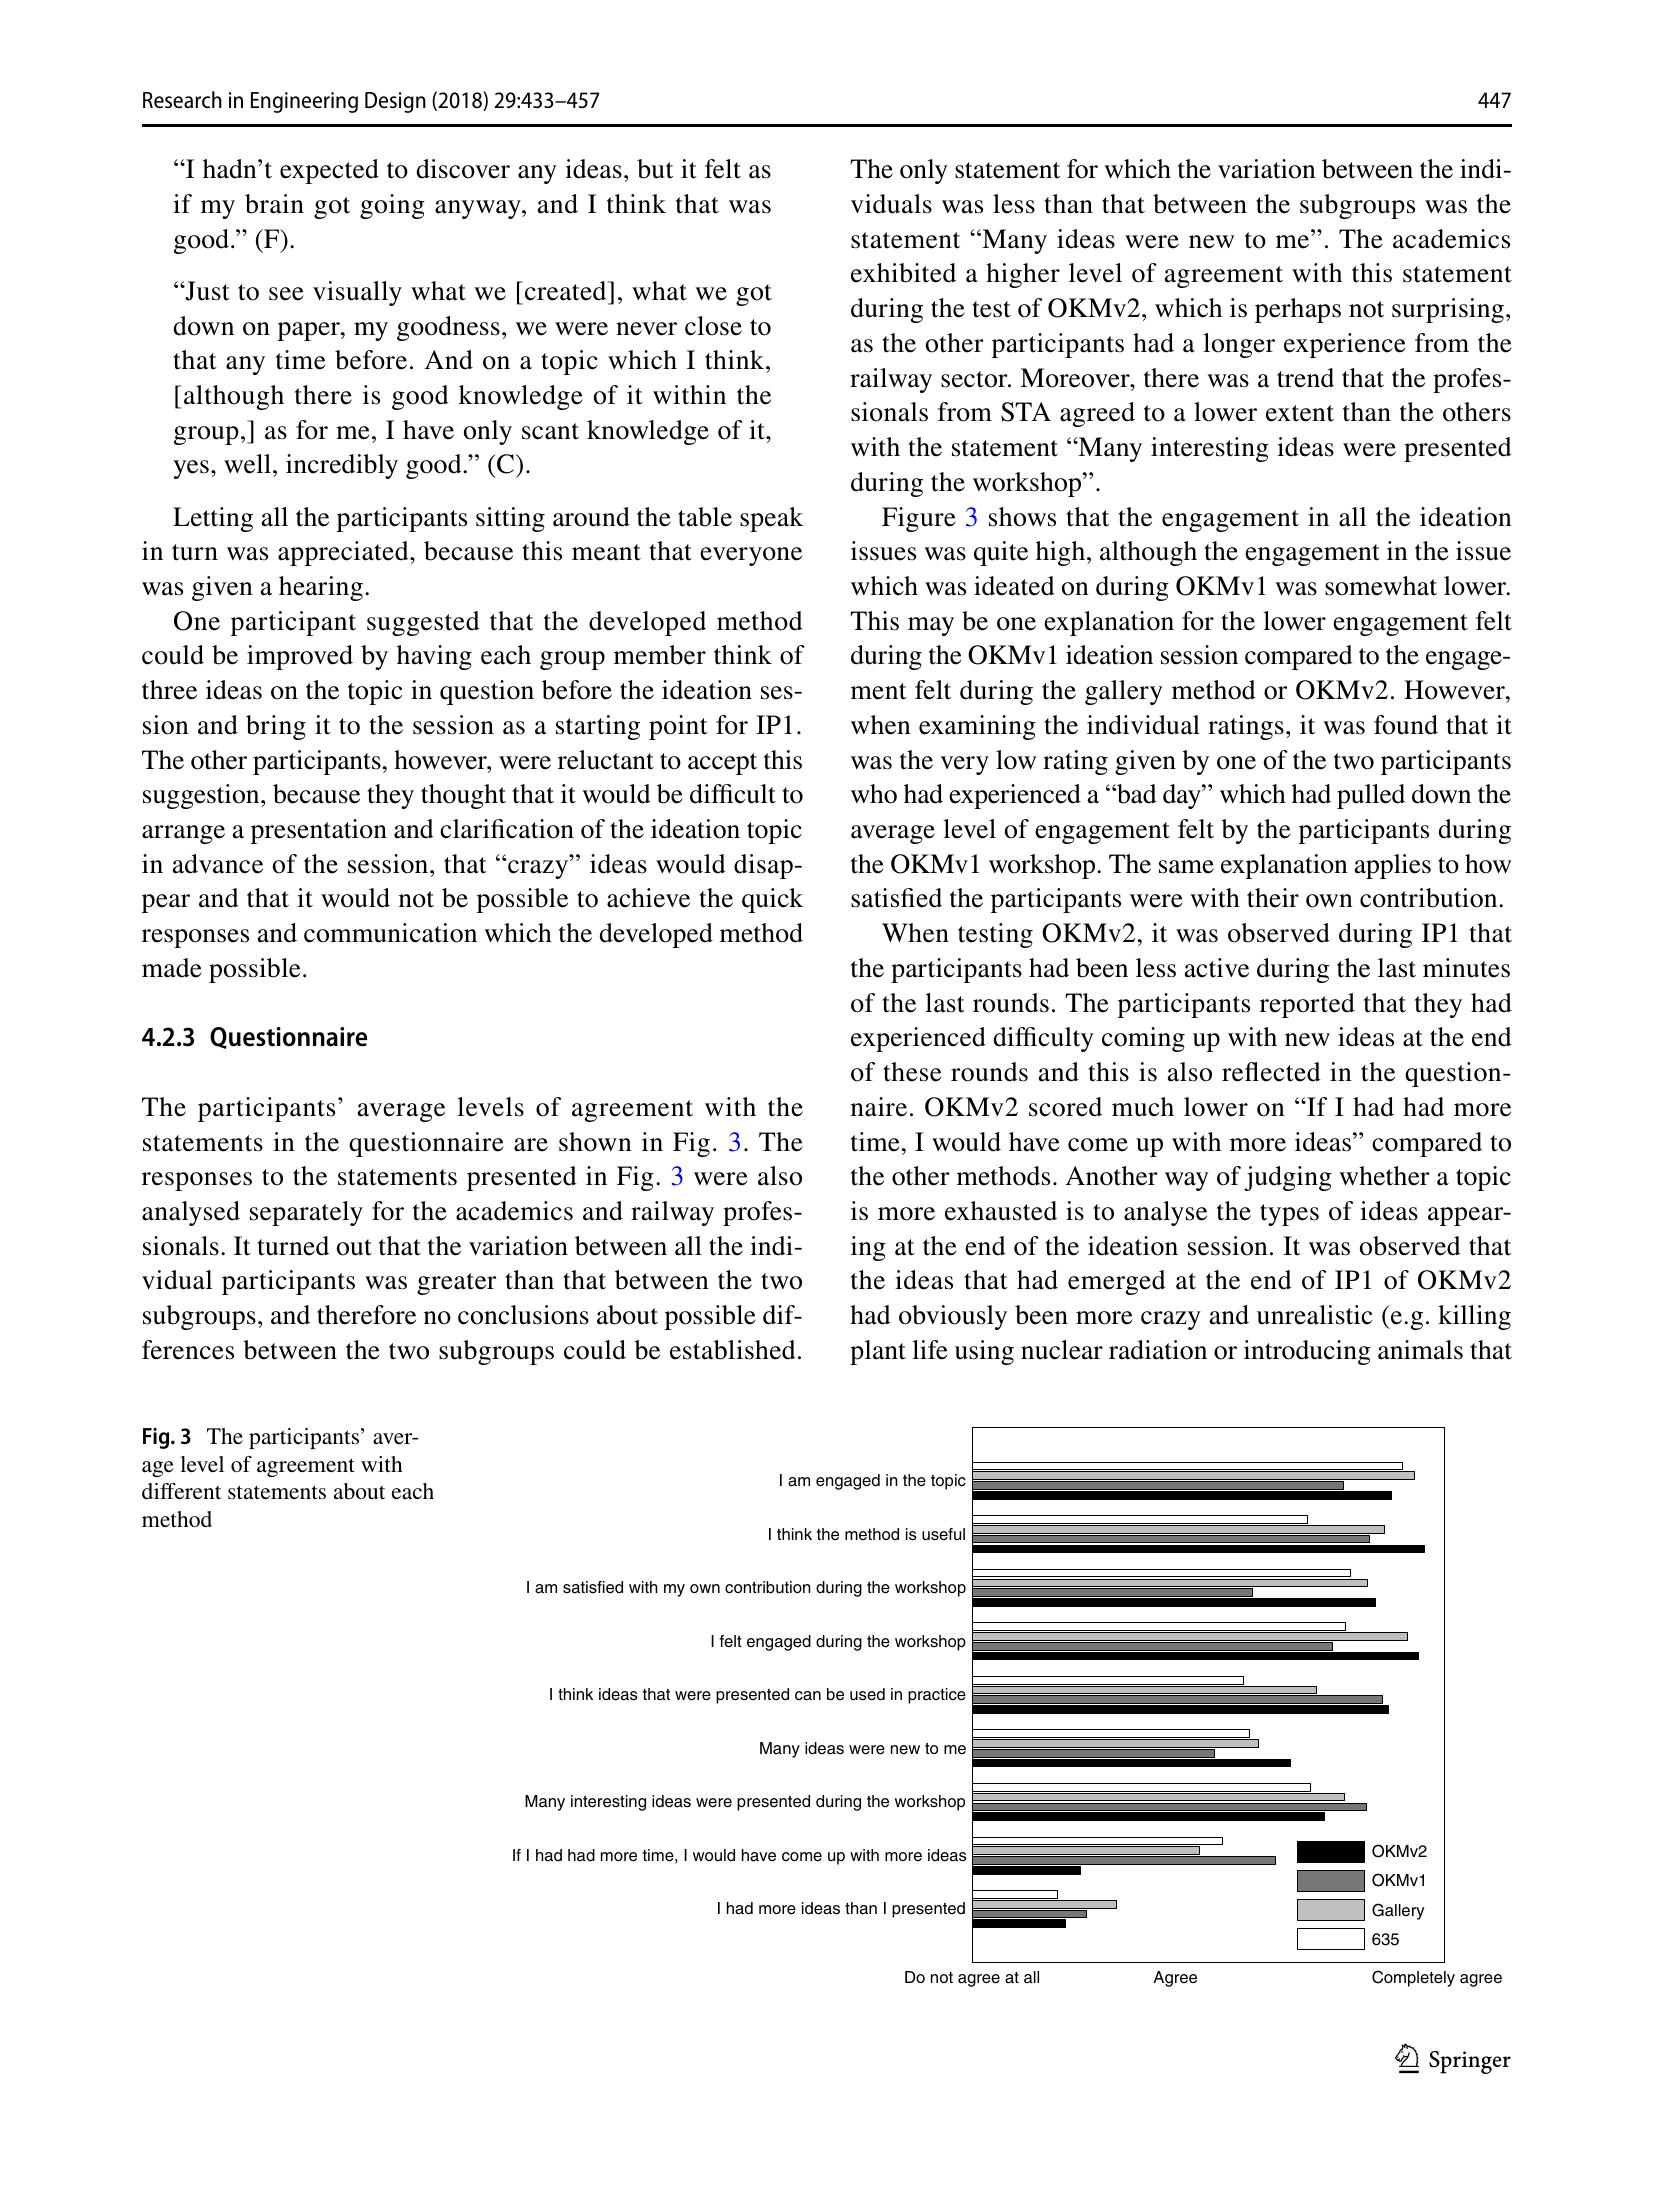 Research in Engineering Design (2018) 29:433–457
447
“I hadn’t expected to discover any ideas, but it felt as
if my brain got going anyway, and I think that was
good.” (F).
“Just to see visually what we [created], what we got
down on paper, my goodness, we were never close to
that any time before. And on a topic which I think,
[although there is good knowledge of it within the
group,] as for me, I have only scant knowledge of it,
yes, well, incredibly good.” (C).
Letting all the participants sitting around the table speak
in turn was appreciated, because this meant that everyone
was given a hearing.
One participant suggested that the developed method
could be improved by having each group member think of
three ideas on the topic in question before the ideation ses-
sion and bring it to the session as a starting point for IP1.
The other participants, however, were reluctant to accept this
suggestion, because they thought that it would be difficult to
arrange a presentation and clarification of the ideation topic
in advance of the session, that “crazy” ideas would disap-
pear and that it would not be possible to achieve the quick
responses and communication which the developed method
made possible.
4.2.3 Questionnaire
The participants’ average levels of agreement with the
statements in the questionnaire are shown in Fig. 3. The
responses to the statements presented in Fig. 3 were also
analysed separately for the academics and railway profes-
sionals. It turned out that the variation between all the indi-
vidual participants was greater than that between the two
subgroups, and therefore no conclusions about possible dif-
ferences between the two subgroups could be established.
The only statement for which the variation between the indi-
viduals was less than that between the subgroups was the
statement “Many ideas were new to me”. The academics
exhibited a higher level of agreement with this statement
during the test of OKMv2, which is perhaps not surprising,
as the other participants had a longer experience from the
railway sector. Moreover, there was a trend that the profes-
sionals from STA agreed to a lower extent than the others
with the statement “Many interesting ideas were presented
during the workshop”.
Figure 3 shows that the engagement in all the ideation
issues was quite high, although the engagement in the issue
which was ideated on during OKMv1 was somewhat lower.
This may be one explanation for the lower engagement felt
during the OKMv1 ideation session compared to the engage-
ment felt during the gallery method or OKMv2. However,
when examining the individual ratings, it was found that it
was the very low rating given by one of the two participants
who had experienced a “bad day” which had pulled down the
average level of engagement felt by the participants during
the OKMv1 workshop. The same explanation applies to how
satisfied the participants were with their own contribution.
When testing OKMv2, it was observed during IP1 that
the participants had been less active during the last minutes
of the last rounds. The participants reported that they had
experienced difficulty coming up with new ideas at the end
of these rounds and this is also reflected in the question-
naire. OKMv2 scored much lower on “If I had had more
time, I would have come up with more ideas” compared to
the other methods. Another way of judging whether a topic
is more exhausted is to analyse the types of ideas appear-
ing at the end of the ideation session. It was observed that
the ideas that had emerged at the end of IP1 of OKMv2
had obviously been more crazy and unrealistic (e.g. killing
plant life using nuclear radiation or introducing animals that
Fig. 3 The participants’ aver-
age level of agreement with
different statements about each
method
I am engaged in the topic
I think the method is useful
I am satisfied with my own contribution during the workshop
I felt engaged during the workshop
I think ideas that were presented can be used in practice
Many ideas were new to me
Many interesting ideas were presented during the workshop
If I had had more time, I would have come up with more ideas
I had more ideas than I presented
OKMv2
OKMv1
Gallery
635
Do not agree at all
Agree
Completely agree
Springer